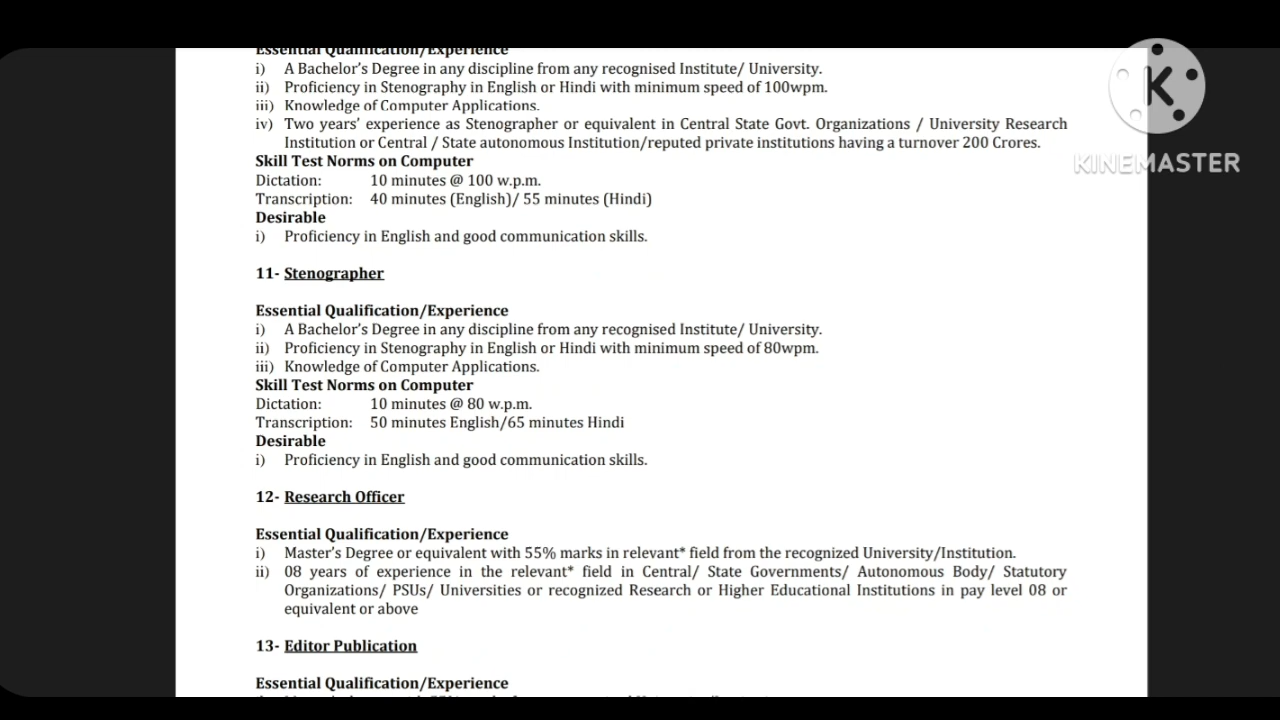 Essential Qualification/Experience
i) A Bachelor's Degree in any discipline from any recognised Institute/ University.
ii) Proficiency in Stenography in English or Hindi with minimum speed of 100wpm.
iii) Knowledge of Computer Applications.
iv) Two years' experience as Stenographer or equivalent in Central State Govt. Organizations / University Research
Institution or Central / State autonomous Institution/reputed private institutions having a turnover 200 Crores.
Skill Test Norms on Computer
Dictation: 10 minutes @ 100 w.p.m.
Transcription: 40 minutes (English)/ 55 minutes (Hindi)
Desirable
i) Proficiency in English and good communication skills.
11- Stenographer
Essential Qualification/Experience
i) A Bachelor's Degree in any discipline from any recognised Institute/ University.
ii) Proficiency in Stenography in English or Hindi with minimum speed of 80wpm.
iii) Knowledge of Computer Applications.
Skill Test Norms on Computer
Dictation: 10 minutes @ 80 w.p.m.
Transcription: 50 minutes English/65 minutes Hindi
Desirable
i) Proficiency in English and good communication skills.
12- Research Officer
Essential Qualification/Experience
i) Master's Degree or equivalent with 55% marks in relevant* field from the recognized University/Institution.
ii) 08 years of experience in the relevant* field in Central/ State Governments/ Autonomous Body/ Statutory
Organizations/ PSUs/ Universities or recognized Research or Higher Educational Institutions in pay level 08 or
equivalent or above
13- Editor Publication
Essential Qualification/Experience
K
KINEMASTER